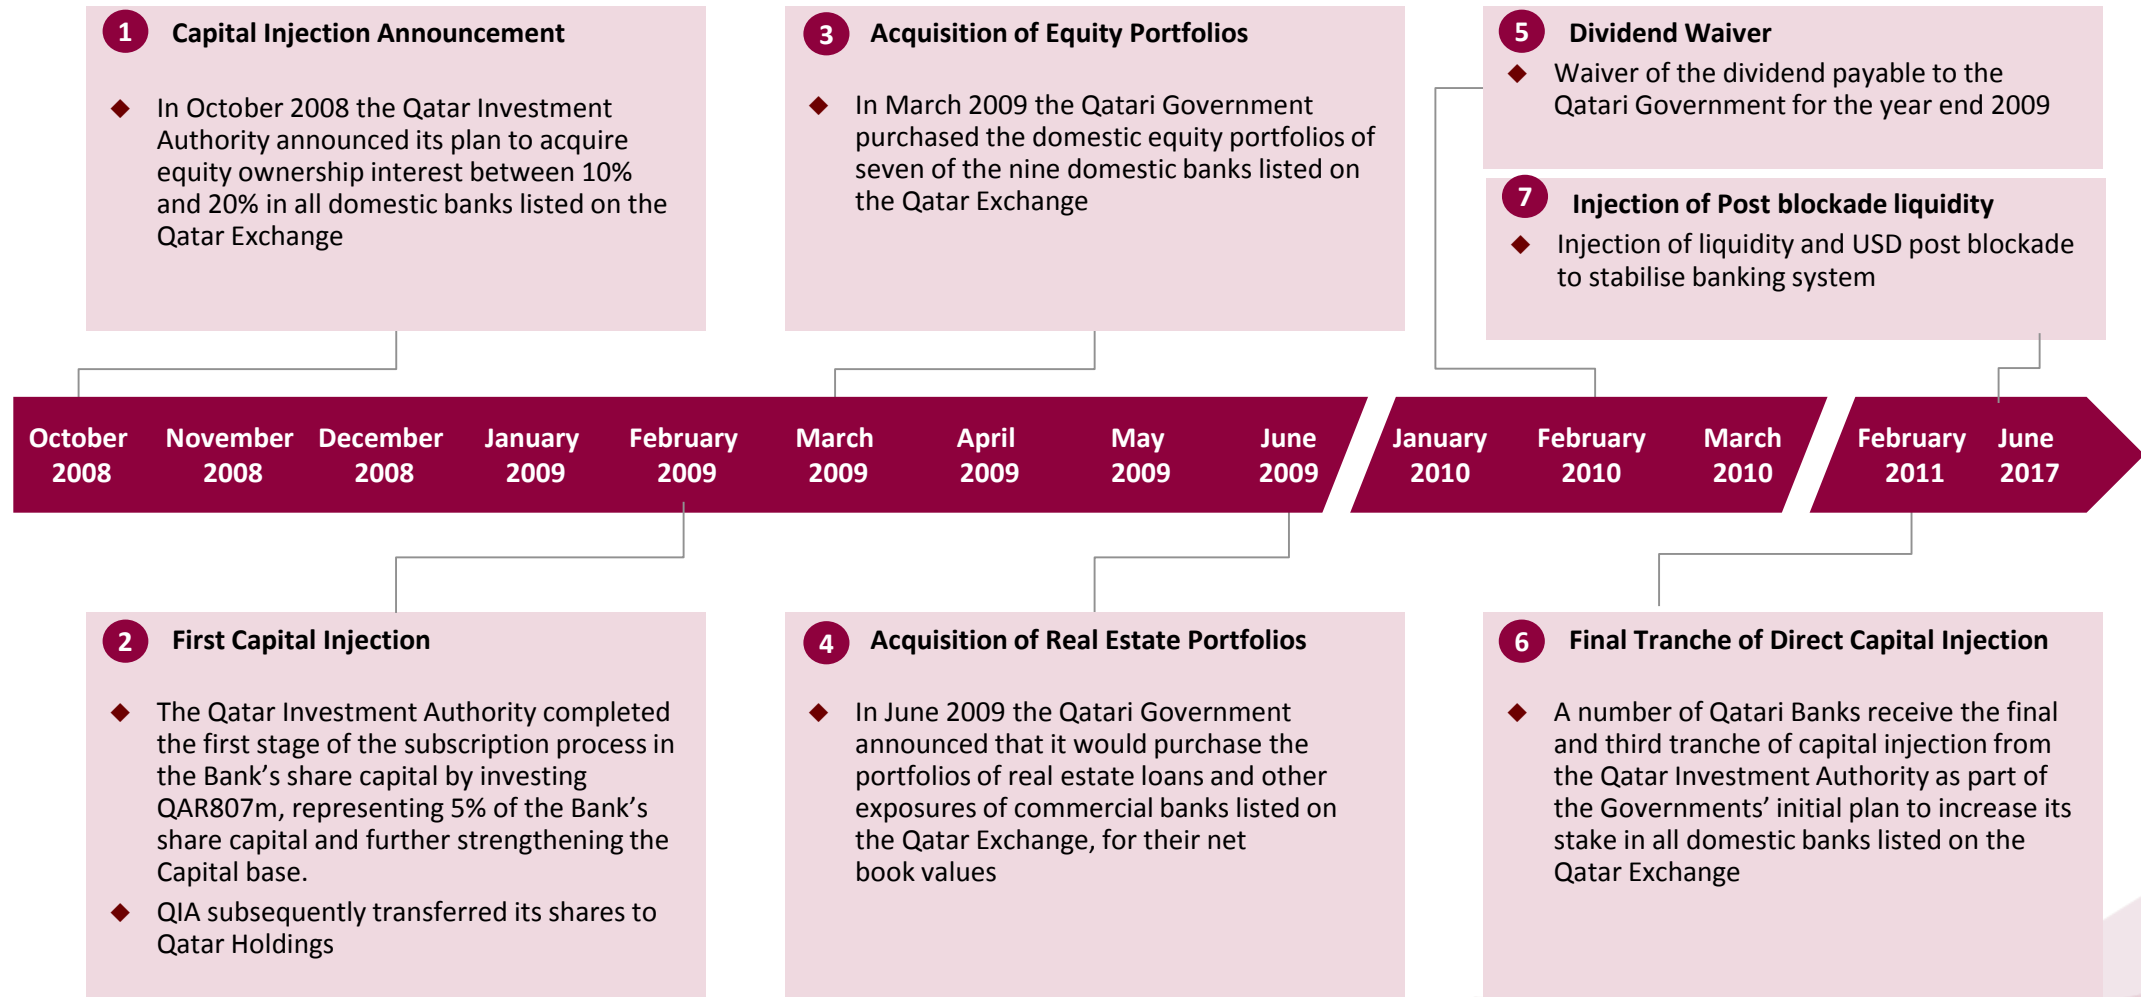 1 Capital Injection Announcement
◆ In October 2008 the Qatar Investment
Authority announced its plan to acquire
equity ownership interest between 10%
and 20% in all domestic banks listed on the
Qatar Exchange
3 Acquisition of Equity Portfolios
◆ In March 2009 the Qatari Government
purchased the domestic equity portfolios of
seven of the nine domestic banks listed on
the Qatar Exchange
5 Dividend Waiver
◆ Waiver of the dividend payable to the
Qatari Government for the year end 2009
7 Injection of Post blockade liquidity
◆ Injection of liquidity and USD post blockade
to stabilise banking system
October 2008
November 2008
December 2008
January 2009
February 2009
March 2009
April 2009
May 2009
June 2009
January 2010
February 2010
March 2010
February 2011
June 2017
2 First Capital Injection
◆ The Qatar Investment Authority completed
the first stage of the subscription process in
the Bank’s share capital by investing
QAR807m, representing 5% of the Bank’s
share capital and further strengthening the
Capital base.
◆ QIA subsequently transferred its shares to
Qatar Holdings
4 Acquisition of Real Estate Portfolios
◆ In June 2009 the Qatari Government
announced that it would purchase the
portfolios of real estate loans and other
exposures of commercial banks listed on
the Qatar Exchange, for their net
book values
6 Final Tranche of Direct Capital Injection
◆ A number of Qatari Banks receive the final
and third tranche of capital injection from
the Qatar Investment Authority as part of
the Governments’ initial plan to increase its
stake in all domestic banks listed on the
Qatar Exchange